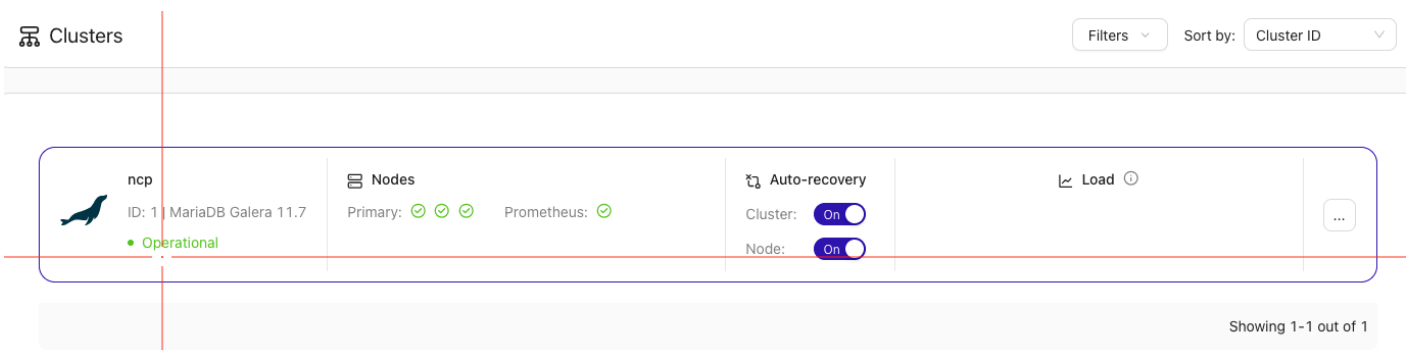 Clusters
Filters
Sort by: Cluster ID
ncp
ID: 1 | MariaDB Galera 11.7
Operational
Nodes
Primary:
Prometheus:
Auto-recovery
Cluster: On
Node: On
Load
...
Showing 1-1 out of 1